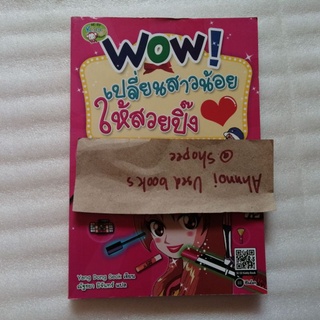 WOW!
เปลี่ยนสาวน้อย
ให้สวยปิ๊ง
Ahnmoi Used books
@shopee
Yang Dong Seok เขียน